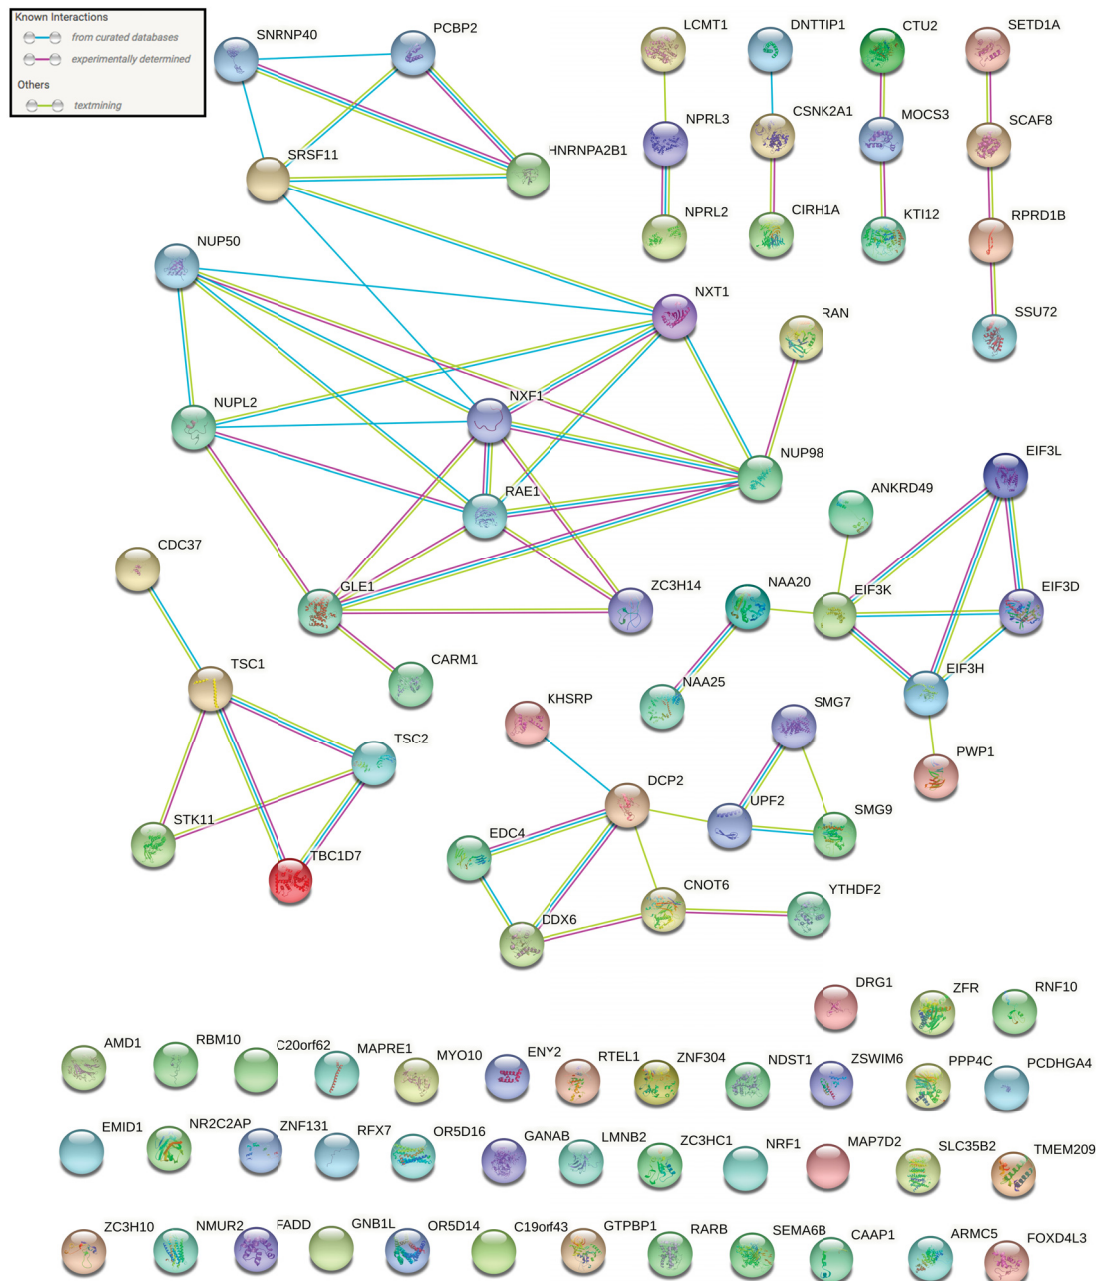 Known Interactions
from curated databases
experimentally determined
Others
textmining
SNRNP40
PCBP2
LCMT1
DNTTIP1
CTU2
SETD1A
NPRL3
CSNK2A1
MOCS3
SCAF8
SRSF11
HNRNPA2B1
NPRL2
CIRH1A
KTI12
RPRD1B
NUP50
NXT1
RAN
SSU72
NUPL2
NXF1
NUP98
EIF3L
RAE1
ANKRD49
CDC37
GLE1
ZC3H14
NAA20
EIF3K
EIF3D
TSC1
CARM1
NAA25
EIF3H
KHSRP
SMG7
TSC2
PWP1
DCP2
UPF2
SMG9
STK11
EDC4
TBC1D7
CNOT6
YTHDF2
DDX6
DRG1
ZFR
RNF10
AMD1
RBM10
C20orf62
MAPRE1
MYO10
ENY2
RTEL1
ZNF304
NDST1
ZSWIM6
PPP4C
PCDHGA4
EMID1
NR2C2AP
ZNF131
RFX7
OR5D16
GANAB
LMNB2
ZC3HC1
NRF1
MAP7D2
SLC35B2
TMEM209
ZC3H10
NMUR2
FADD
GNB1L
OR5D14
C19orf43
GTPBP1
RARB
SEMA6B
CAAP1
ARMC5
FOXD4L3